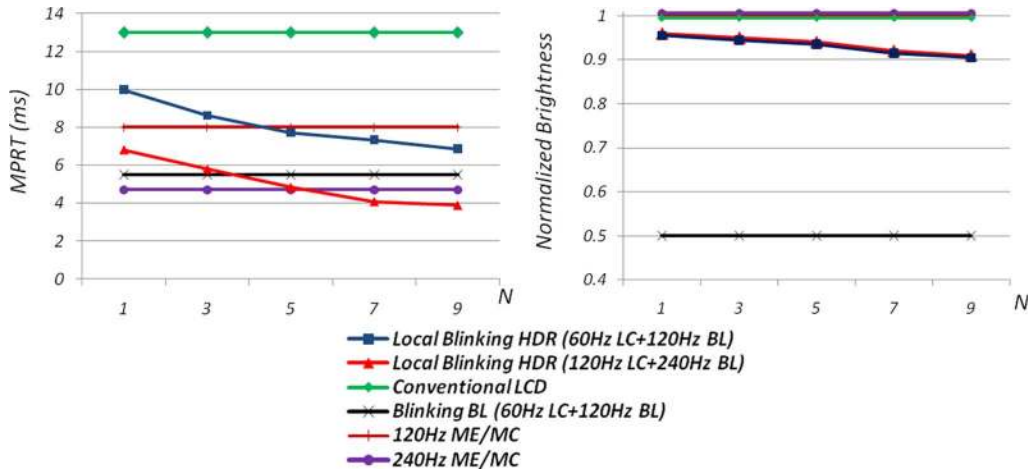 14
12
10
8
6
4
2
0
MPRT (ms)
1 3 5 7 9 N
1
0.9
0.8
0.7
0.6
0.5
0.4
Normalized Brightness
1 3 5 7 9 N
Local Blinking HDR (60Hz LC+120Hz BL)
Local Blinking HDR (120Hz LC+240Hz BL)
Conventional LCD
Blinking BL (60Hz LC+120Hz BL)
120Hz ME/MC
240Hz ME/MC